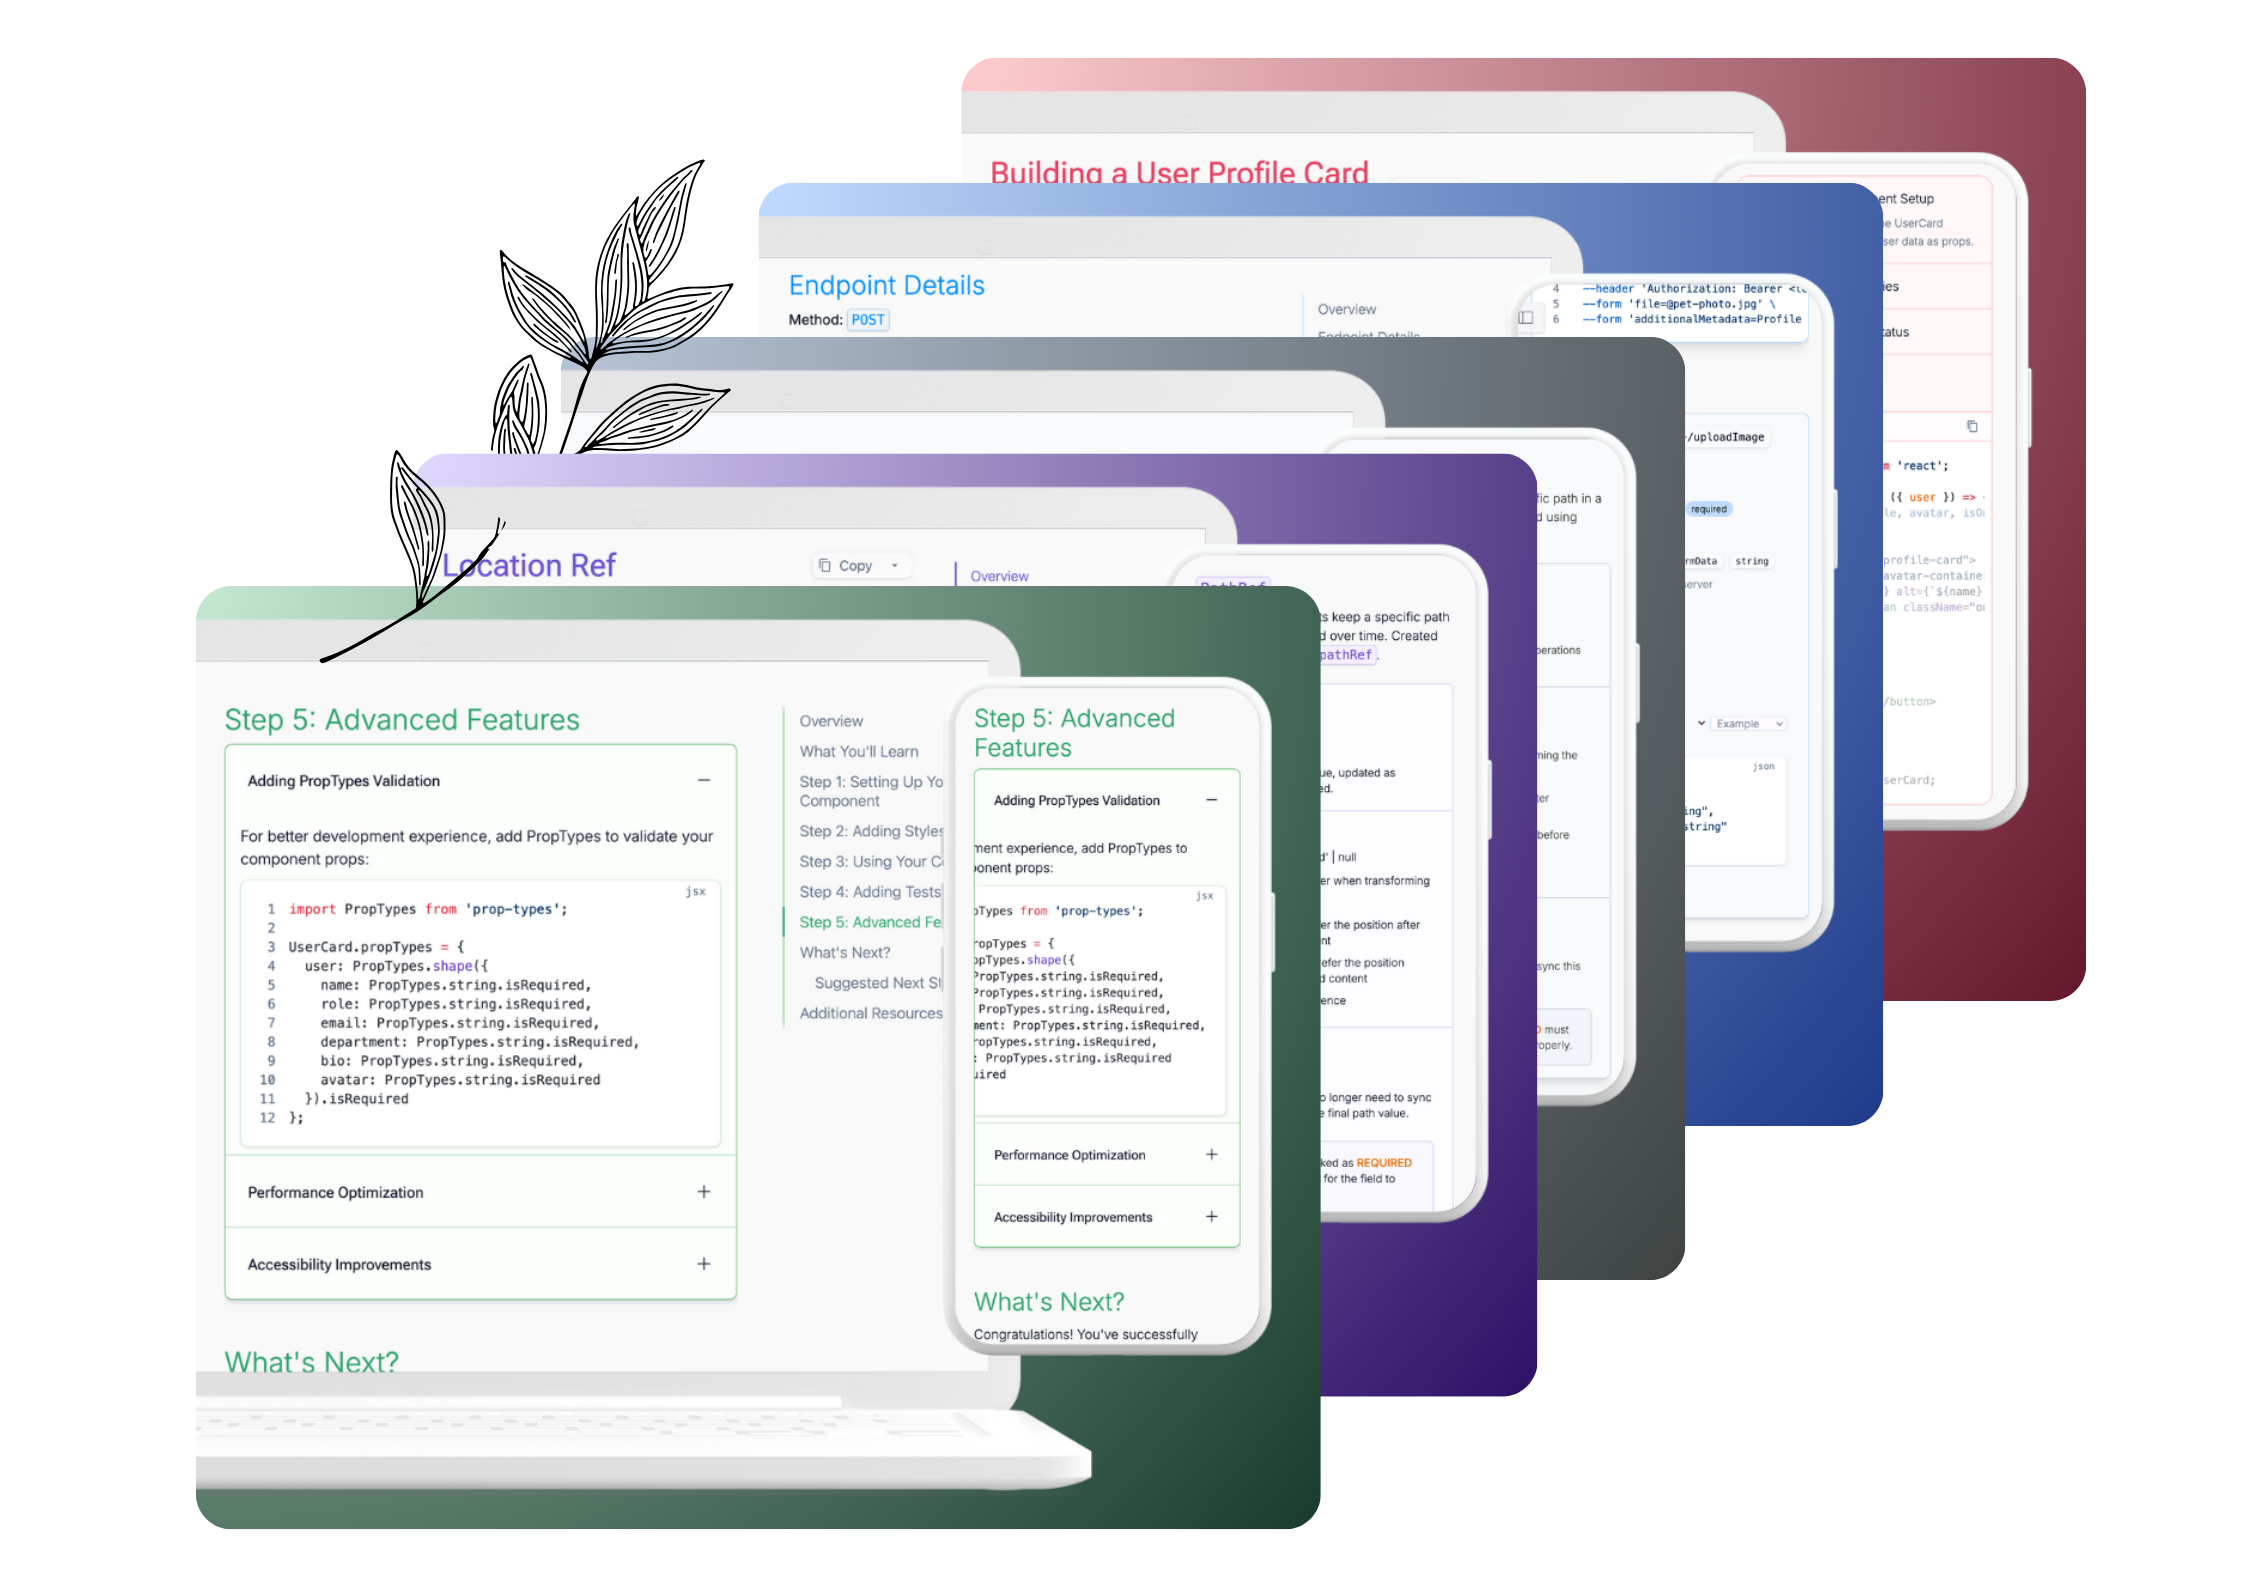 Building a User Profile Card
ent Setup
e UserCard
ser data as props.
ies
tatus
'react';
({ user }) =>
le, avatar, isO
profile-card">
avatar-containe
} alt={`${name}
an className="o
/button>
serCard;
Endpoint Details
Method: POST
Overview
Endpoint Details
4 --header 'Authorization: Bearer <to
5 --form 'file=@pet-photo.jpg' \
6 --form 'additionalMetadata=Profile
/uploadImage
required
rmData string
server
Example
json
ing",
string"
fic path in a
d using
perations
ming the
ter
before
sync this
must
operly.
Location Ref
Copy
Overview
PathRef
ts keep a specific path
d over time. Created
pathRef.
ue, updated as
ed.
d' | null
er when transforming
er the position after
nt
refer the position
d content
ence
o longer need to sync
e final path value.
ked as REQUIRED
for the field to
Step 5: Advanced Features
Adding PropTypes Validation
For better development experience, add PropTypes to validate your
component props:
jsx
1 import PropTypes from 'prop-types';
2
3 UserCard.propTypes = {
4 user: PropTypes.shape({
5 name: PropTypes.string.isRequired,
6 role: PropTypes.string.isRequired,
7 email: PropTypes.string.isRequired,
8 department: PropTypes.string.isRequired,
9 bio: PropTypes.string.isRequired,
10 avatar: PropTypes.string.isRequired
11 }).isRequired
12 };
Performance Optimization
Accessibility Improvements
What's Next?
Overview
What You'll Learn
Step 1: Setting Up Yo
Component
Step 2: Adding Styles
Step 3: Using Your C
Step 4: Adding Tests
Step 5: Advanced Fe
What's Next?
Suggested Next St
Additional Resources
Step 5: Advanced
Features
Adding PropTypes Validation
ment experience, add PropTypes to
ponent props:
jsx
pTypes from 'prop-types';
ropTypes = {
opTypes.shape({
PropTypes.string.isRequired,
PropTypes.string.isRequired,
PropTypes.string.isRequired,
ment: PropTypes.string.isRequired,
ropTypes.string.isRequired,
: PropTypes.string.isRequired
uired
Performance Optimization
Accessibility Improvements
What's Next?
Congratulations! You've successfully